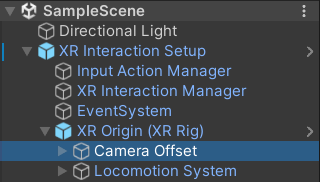 SampleScene
Directional Light
XR Interaction Setup
Input Action Manager
XR Interaction Manager
EventSystem
XR Origin (XR Rig)
Camera Offset
Locomotion System